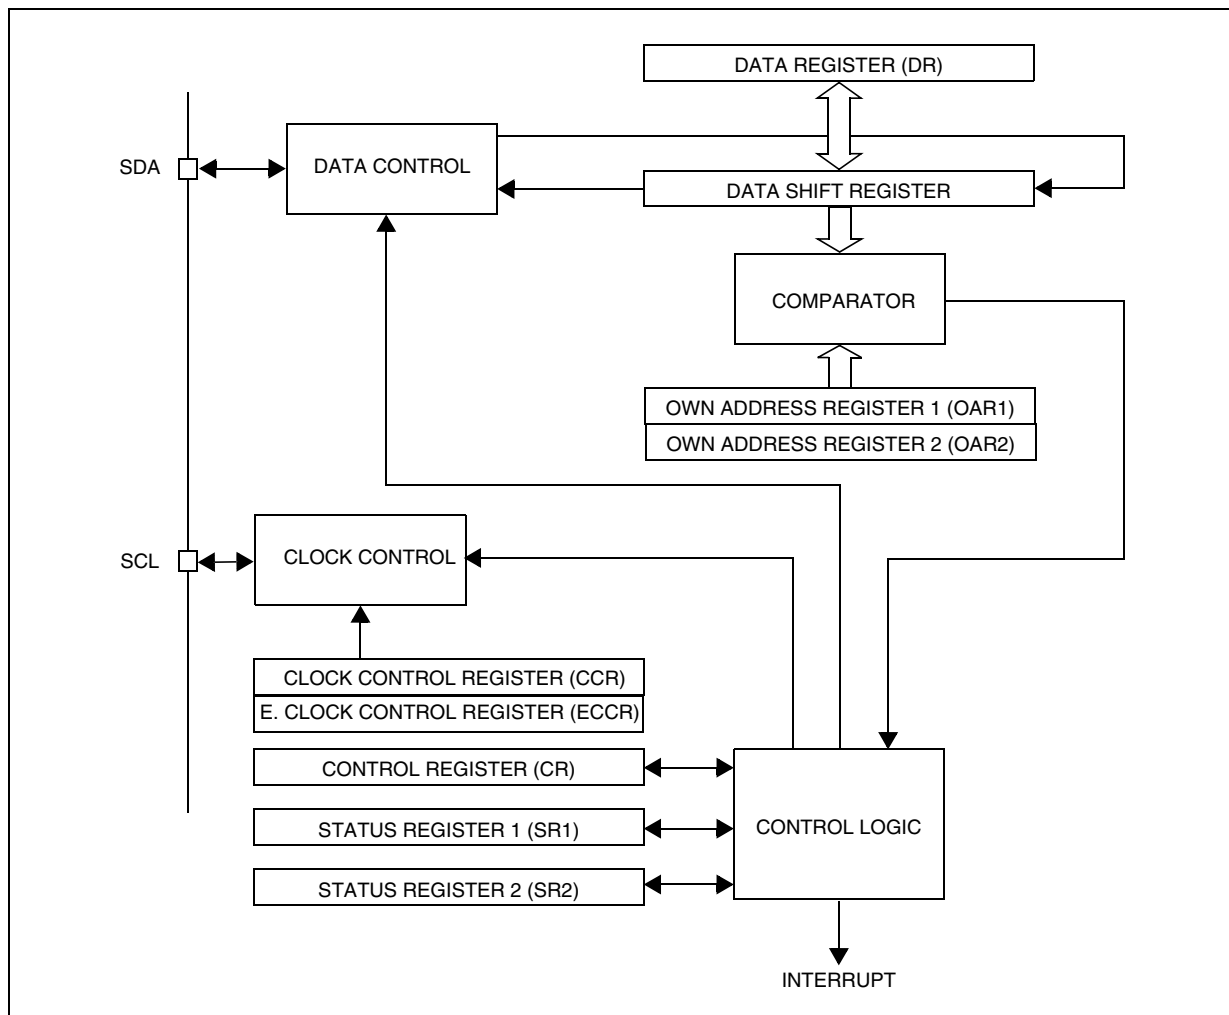 DATA REGISTER (DR)
SDA
DATA CONTROL
DATA SHIFT REGISTER
COMPARATOR
OWN ADDRESS REGISTER 1 (OAR1)
OWN ADDRESS REGISTER 2 (OAR2)
SCL
CLOCK CONTROL
CLOCK CONTROL REGISTER (CCR)
E. CLOCK CONTROL REGISTER (ECCR)
CONTROL REGISTER (CR)
STATUS REGISTER 1 (SR1)
CONTROL LOGIC
STATUS REGISTER 2 (SR2)
INTERRUPT